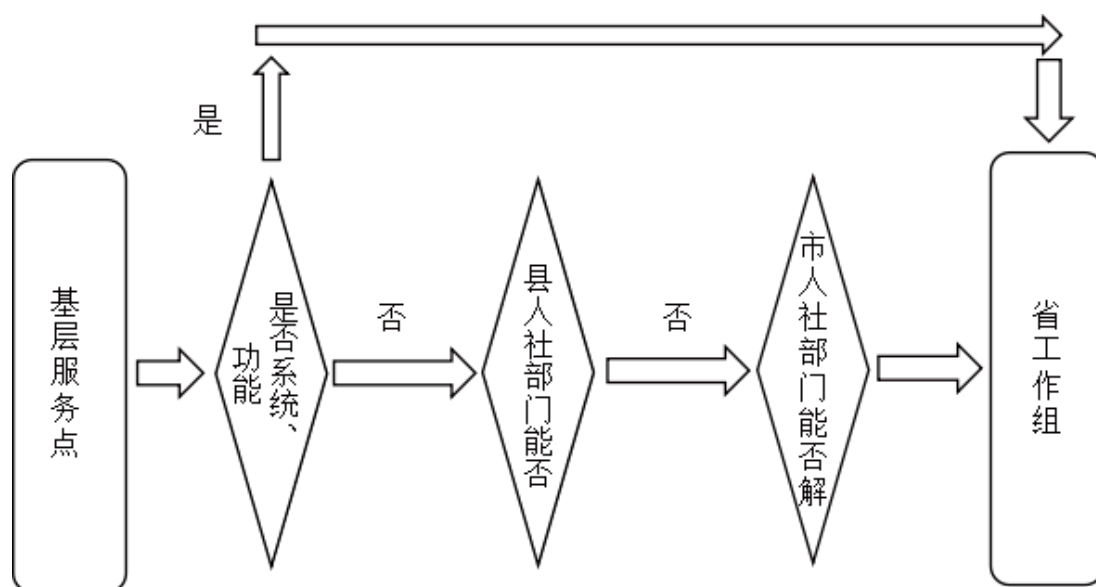 是
基层服务点
是否系统、
功能
否
县人社部门能否
否
市人社部门能否解
省工作组